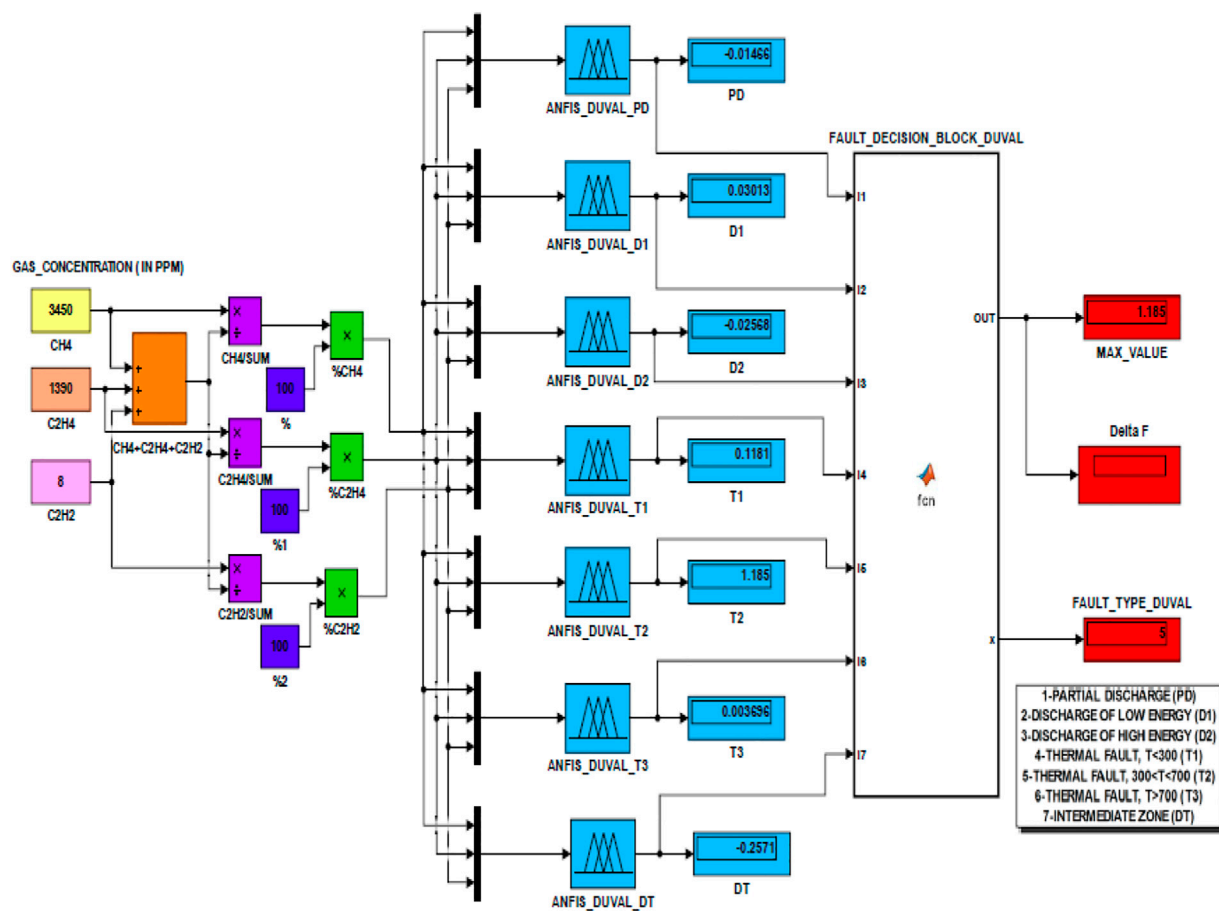 -0.01466
PD
ANFIS_DUVAL_PD
FAULT_DECISION_BLOCK_DUVAL
0.03013
D1
ANFIS_DUVAL_D1
I1
GAS_CONCENTRATION ( IN PPM)
3450
CH4
1390
C2H4
8
C2H2
+
+
+
CH4+C2H4+C2H2
×
÷
CH4/SUM
100
%
×
%CH4
×
÷
C2H4/SUM
100
%1
×
%C2H4
×
÷
C2H2/SUM
100
%2
×
%C2H2
I2
-0.02568
D2
ANFIS_DUVAL_D2
I3
0.1181
T1
ANFIS_DUVAL_T1
I4
fcn
1.185
T2
ANFIS_DUVAL_T2
I5
0.003696
T3
ANFIS_DUVAL_T3
I6
-0.2571
DT
ANFIS_DUVAL_DT
I7
OUT
1.185
MAX_VALUE
Delta F
x
FAULT_TYPE_DUVAL
5
1-PARTIAL DISCHARGE (PD)
2-DISCHARGE OF LOW ENERGY (D1)
3-DISCHARGE OF HIGH ENERGY (D2)
4-THERMAL FAULT, T<300 (T1)
5-THERMAL FAULT, 300<T<700 (T2)
6-THERMAL FAULT, T>700 (T3)
7-INTERMEDIATE ZONE (DT)